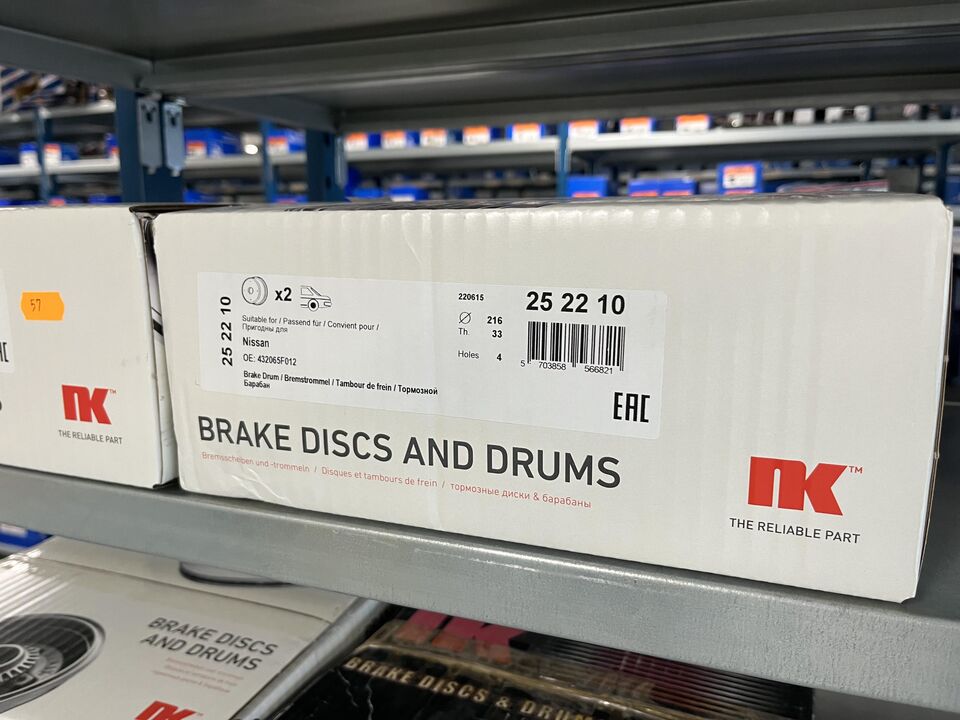 57
NK™
THE RELIABLE PART
25 22 10
x2
Suitable for / Passend für / Convient pour /
Пригодны для
Nissan
OE: 432065F012
Brake Drum / Bremstrommel / Tambour de frein / Тормозной
Барабан
220615
Ø 216
Th. 33
Holes 4
25 22 10
5 703858 566821
EAC
BRAKE DISCS AND DRUMS
Bremsscheiben und -trommeln / Disques et tambours de frein / тормозные диски & барабаны
NK™
THE RELIABLE PART
BRAKE DISCS
AND DRUMS
NK
NK
BRAKE DISCS & DRUMS